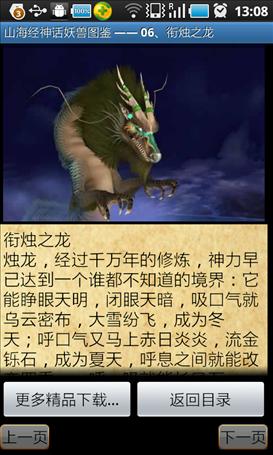 13:08
山海经神话妖兽图鉴 —— 06、衔烛之龙
衔烛之龙
烛龙，经过千万年的修炼，神力早
已达到一个谁都不知道的境界：它
能睁眼天明，闭眼天暗，吸口气就
乌云密布，大雪纷飞，成为冬
天；呼口气又马上赤日炎炎，流金
铄石，成为夏天，呼息之间就能改
更多精品下载...
返回目录
上一页
下一页